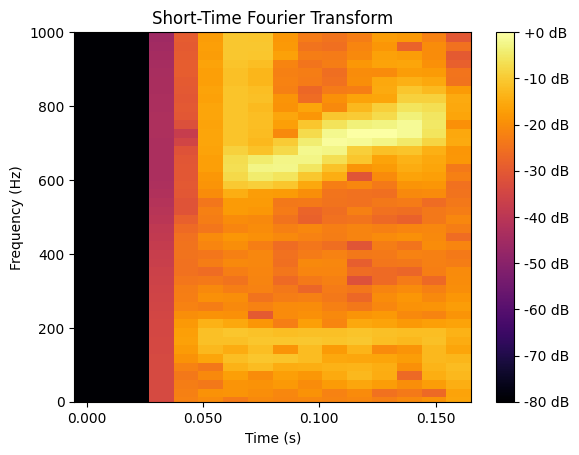 Short-Time Fourier Transform
1000
800
600
400
200
0
Frequency (Hz)
0.000
0.050
0.100
0.150
Time (s)
+0 dB
-10 dB
-20 dB
-30 dB
-40 dB
-50 dB
-60 dB
-70 dB
-80 dB